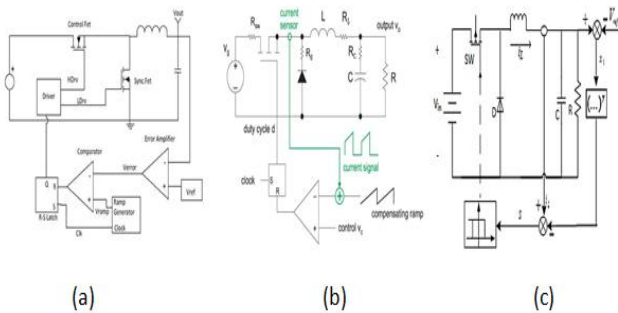 Control Fet
Vout
HDrv
Sync Fet
Driver
LDrv
Comparator
Error Amplifier
Verror
Vref
Q
R
S
Vramp
Ramp
Generator
R-S Latch
Clk
Clock
(a)
current
sensor
L
output v
R
C
V
duty cycle d
current signal
clock
S
R
compensating ramp
control v
(b)
SW
V
D
C
R
S
(c)